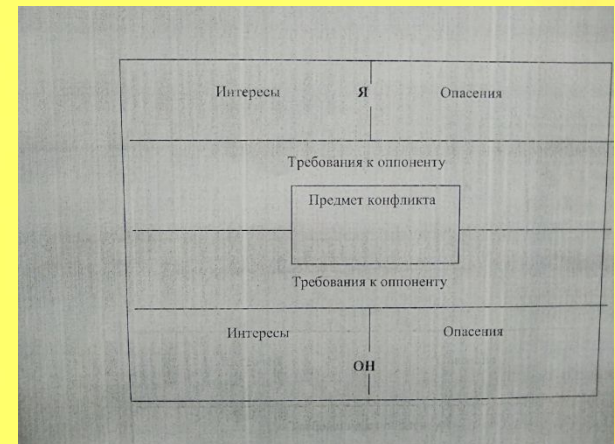 Интересы Я Опасения
Требования к оппоненту
Предмет конфликта
Требования к оппоненту
Интересы Опасения
ОН